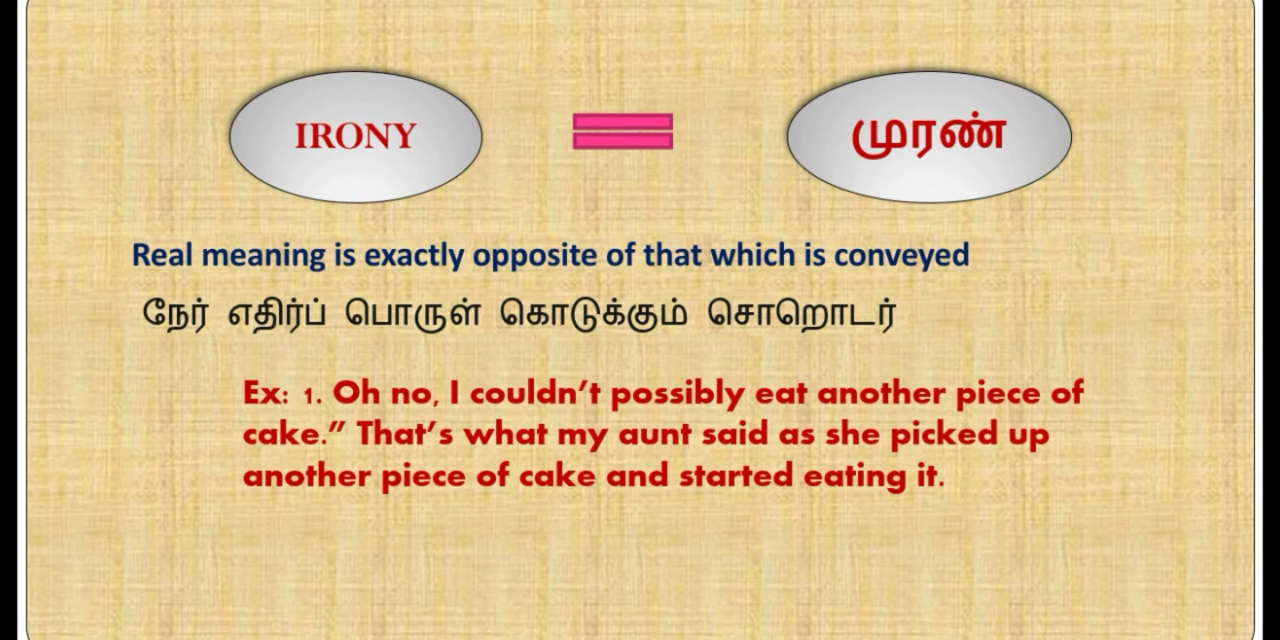 IRONY
முரண்
Real meaning is exactly opposite of that which is conveyed
நேர் எதிர்ப் பொருள் கொடுக்கும் சொறொடர்
Ex: 1. Oh no, I couldn't possibly eat another piece of
cake." That's what my aunt said as she picked up
another piece of cake and started eating it.